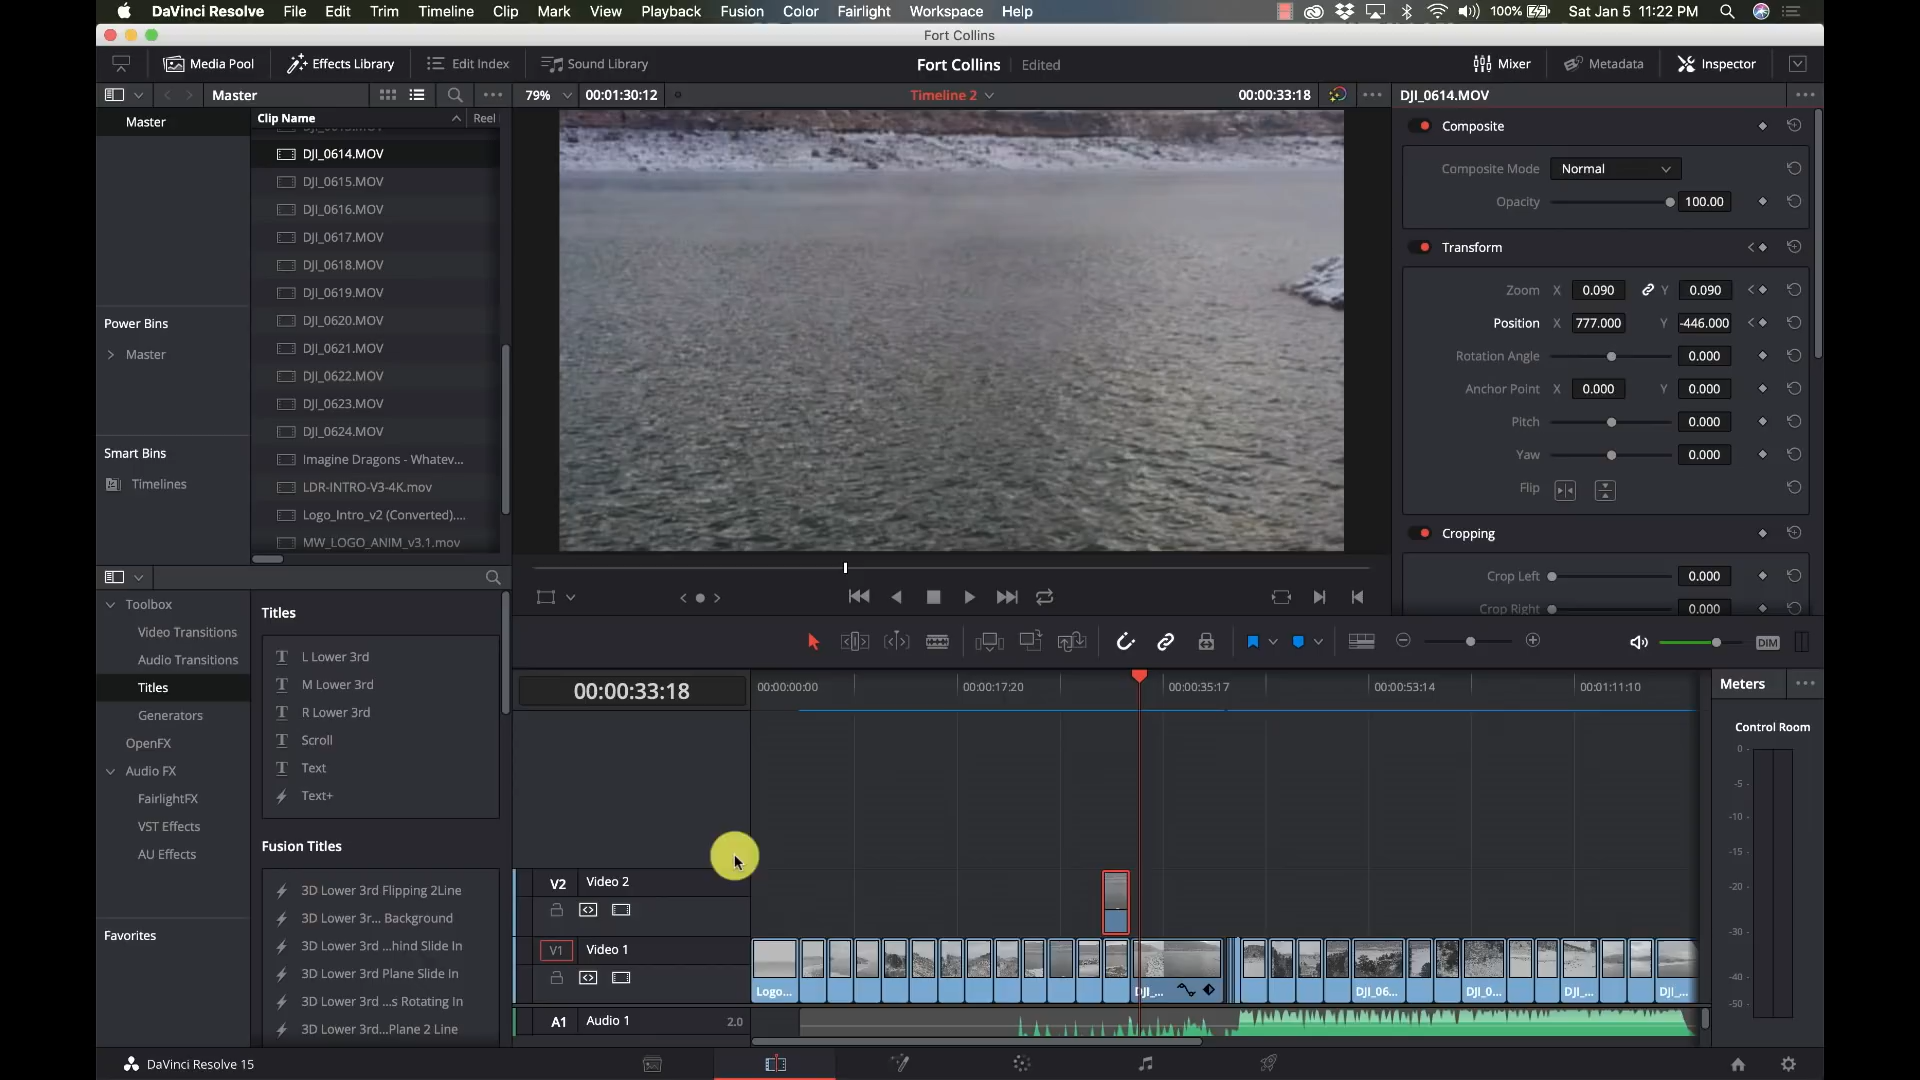 DaVinci Resolve File Edit Trim Timeline Clip Mark View Playback Fusion Color Fairlight Workspace Help 100% Sat Jan 5 11:22 PM
Fort Collins
Media Pool Effects Library Edit Index Sound Library Fort Collins Edited Mixer Metadata Inspector
Master 79% 00:01:30:12 Timeline 2 00:00:33:18 DJI_0614.MOV
Master
Clip Name Reel
DJI_0614.MOV
DJI_0615.MOV
DJI_0616.MOV
DJI_0617.MOV
DJI_0618.MOV
DJI_0619.MOV
DJI_0620.MOV
DJI_0621.MOV
DJI_0622.MOV
DJI_0623.MOV
DJI_0624.MOV
Imagine Dragons - Whatev...
LDR-INTRO-V3-4K.mov
Logo_Intro_v2 (Converted)....
MW_LOGO_ANIM_v3.1.mov
Power Bins
Master
Smart Bins
Timelines
Composite
Composite Mode Normal
Opacity 100.00
Transform
Zoom X 0.090 Y 0.090
Position X 777.000 Y -446.000
Rotation Angle 0.000
Anchor Point X 0.000 Y 0.000
Pitch 0.000
Yaw 0.000
Flip
Cropping
Crop Left 0.000
Crop Right 0.000
Toolbox
Video Transitions
Audio Transitions
Titles
Generators
OpenFX
Audio FX
FairlightFX
VST Effects
AU Effects
Favorites
Titles
L Lower 3rd
M Lower 3rd
R Lower 3rd
Scroll
Text
Text+
Fusion Titles
3D Lower 3rd Flipping 2Line
3D Lower 3r... Background
3D Lower 3rd ...hind Slide In
3D Lower 3rd Plane Slide In
3D Lower 3rd ...s Rotating In
3D Lower 3rd...Plane 2 Line
DIM
00:00:33:18 00:00:00:00 00:00:17:20 00:00:35:17 00:00:53:14 00:01:11:10
V2 Video 2
V1 Video 1
Logo... DJI_... DJI_06... DJI_0... DJI_... DJI_...
A1 Audio 1 2.0
Meters
Control Room
0
-5
-10
-15
-20
-30
-40
-50
DaVinci Resolve 15